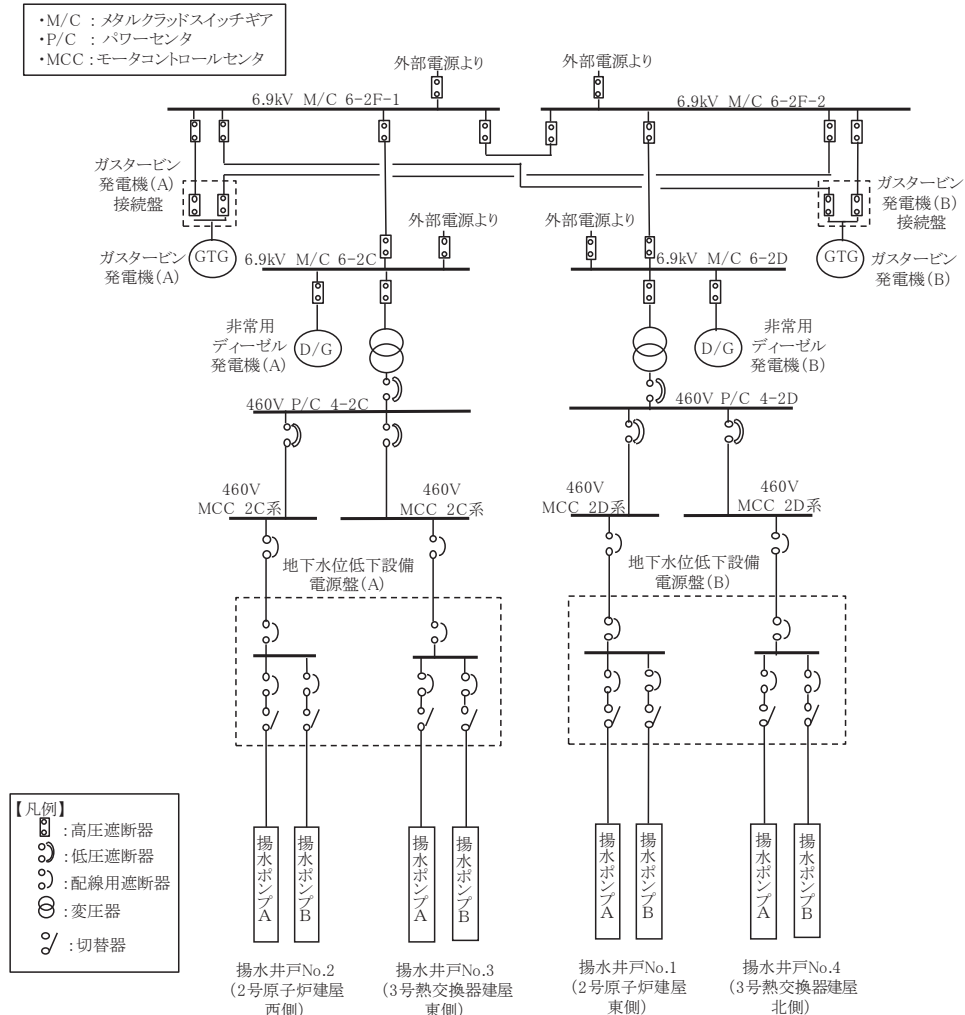 ・M/C : メタルクラッドスイッチギア
・P/C : パワーセンタ
・MCC : モータコントロールセンタ
外部電源より
外部電源より
6.9kV M/C 6-2F-1
6.9kV M/C 6-2F-2
ガスタービン
発電機(A)
接続盤
ガスタービン
発電機(B)
接続盤
外部電源より
外部電源より
GTG
ガスタービン
発電機(A)
6.9kV M/C 6-2C
6.9kV M/C 6-2D
GTG
ガスタービン
発電機(B)
非常用
ディーゼル
発電機(A)
D/G
D/G
非常用
ディーゼル
発電機(B)
460V P/C 4-2C
460V P/C 4-2D
460V
MCC 2C系
460V
MCC 2C系
460V
MCC 2D系
460V
MCC 2D系
地下水位低下設備
電源盤(A)
地下水位低下設備
電源盤(B)
【凡例】
:高圧遮断器
:低圧遮断器
:配線用遮断器
:変圧器
:切替器
揚水ポンプA
揚水ポンプB
揚水ポンプA
揚水ポンプB
揚水ポンプA
揚水ポンプB
揚水ポンプA
揚水ポンプB
揚水井戸No.2
(2号原子炉建屋
西側)
揚水井戸No.3
(3号熱交換器建屋
東側)
揚水井戸No.1
(2号原子炉建屋
東側)
揚水井戸No.4
(3号熱交換器建屋
北側)